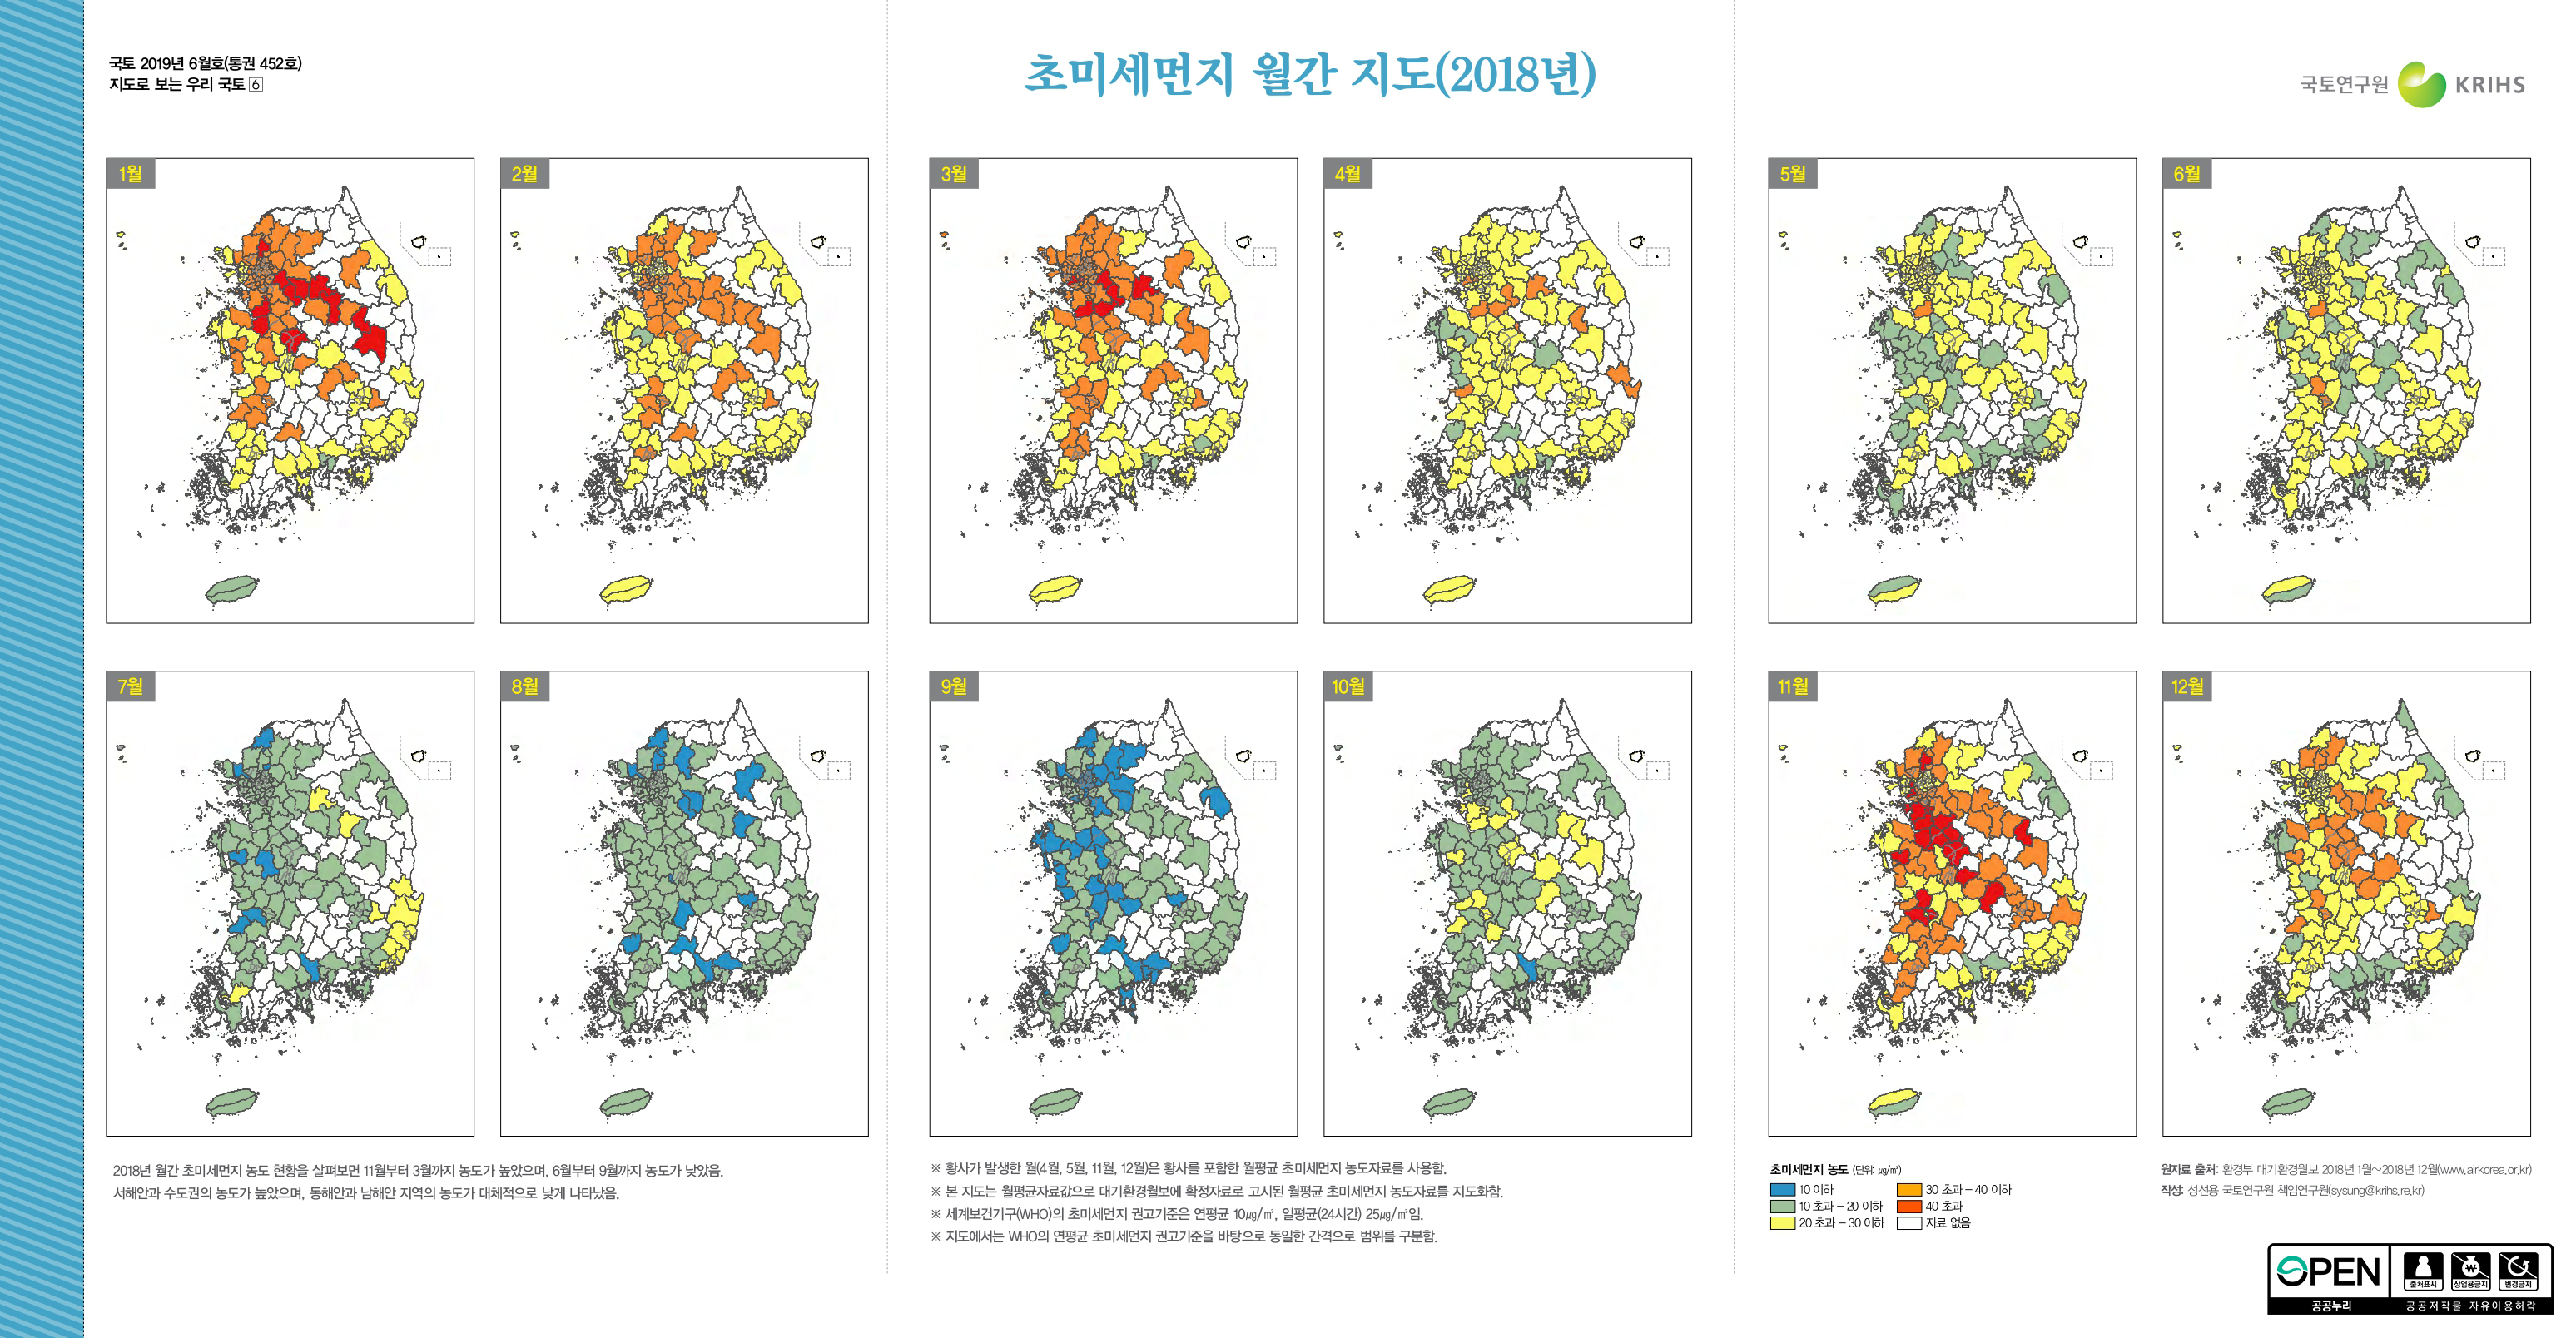 국토 2019년 6월호(통권 452호)
지도로 보는 우리 국토 6
초미세먼지 월간 지도(2018년)
국토연구원 KRIHS
1월
2월
3월
4월
5월
6월
7월
8월
9월
10월
11월
12월
2018년 월간 초미세먼지 농도 현황을 살펴보면 11월부터 3월까지 농도가 높았으며, 6월부터 9월까지 농도가 낮았음.
서해안과 수도권의 농도가 높았으며, 동해안과 남해안 지역의 농도가 대체적으로 낮게 나타났음.
※ 황사가 발생한 월(4월, 5월, 11월, 12월)은 황사를 포함한 월평균 초미세먼지 농도자료를 사용함.
※ 본 지도는 월평균자료값으로 대기환경월보에 확정자료로 고시된 월평균 초미세먼지 농도자료를 지도화함.
※ 세계보건기구(WHO)의 초미세먼지 권고기준은 연평균 10㎍/㎥, 일평균(24시간) 25㎍/㎥임.
※ 지도에서는 WHO의 연평균 초미세먼지 권고기준을 바탕으로 동일한 간격으로 범위를 구분함.
초미세먼지 농도 (단위: ㎍/㎥)
10 이하
10 초과 – 20 이하
20 초과 – 30 이하
30 초과 – 40 이하
40 초과
자료 없음
원자료 출처: 환경부 대기환경월보 2018년 1월~2018년 12월(www.airkorea.or.kr)
작성: 성선용 국토연구원 책임연구원(sysung@krihs.re.kr)
OPEN
공공누리
출처표시
상업용금지
변경금지
공공저작물 자유이용허락